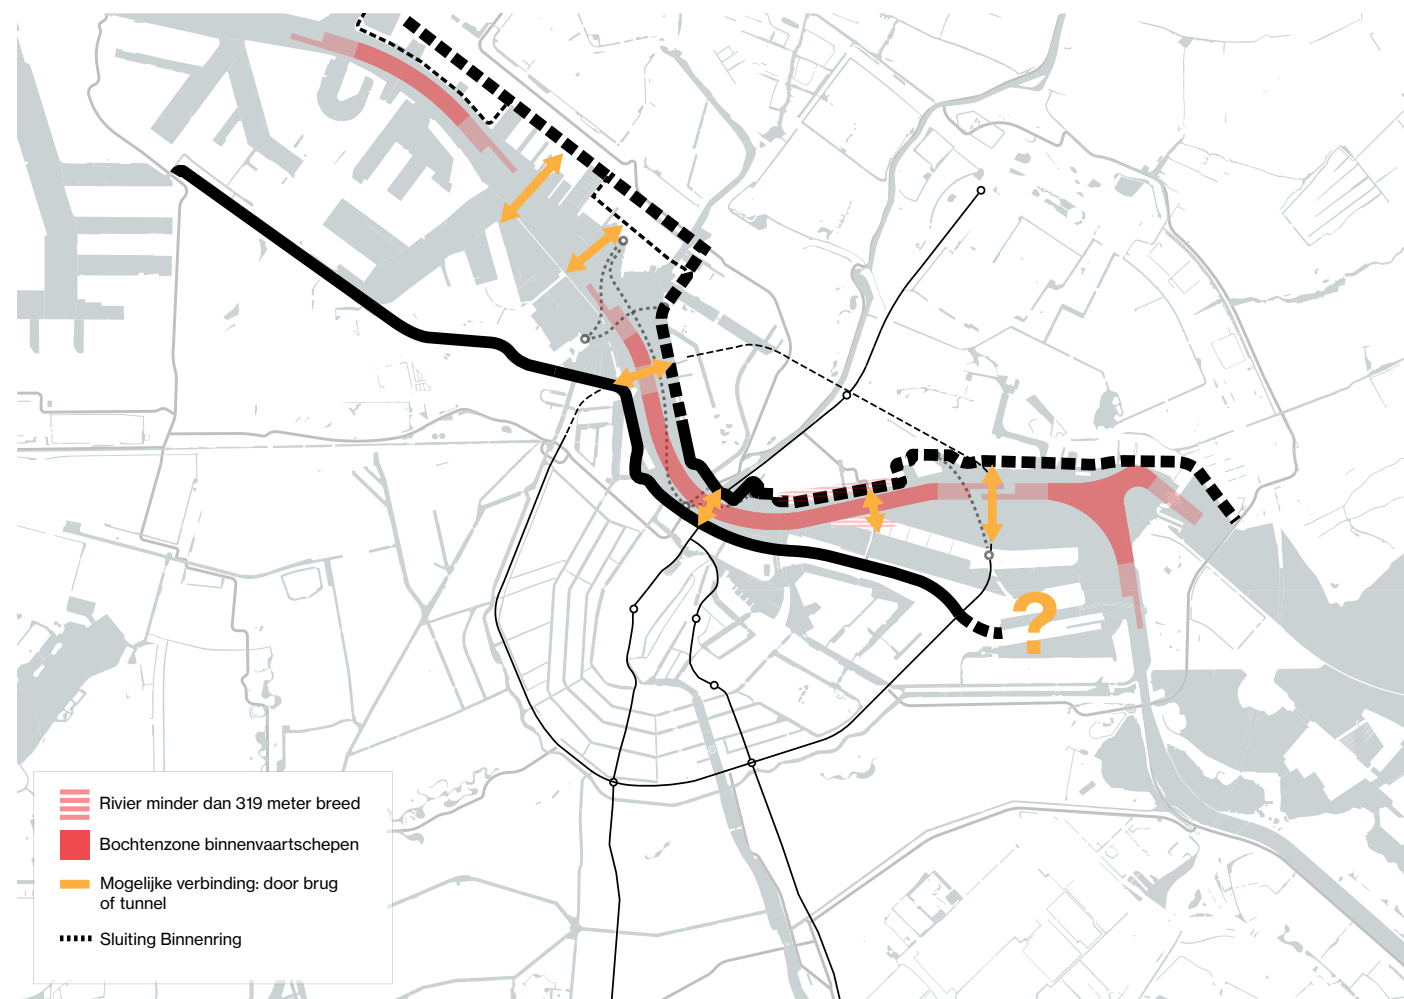 ?
Rivier minder dan 319 meter breed
Bochtenzone binnenvaartschepen
Mogelijke verbinding: door brug
of tunnel
Sluiting Binnenring